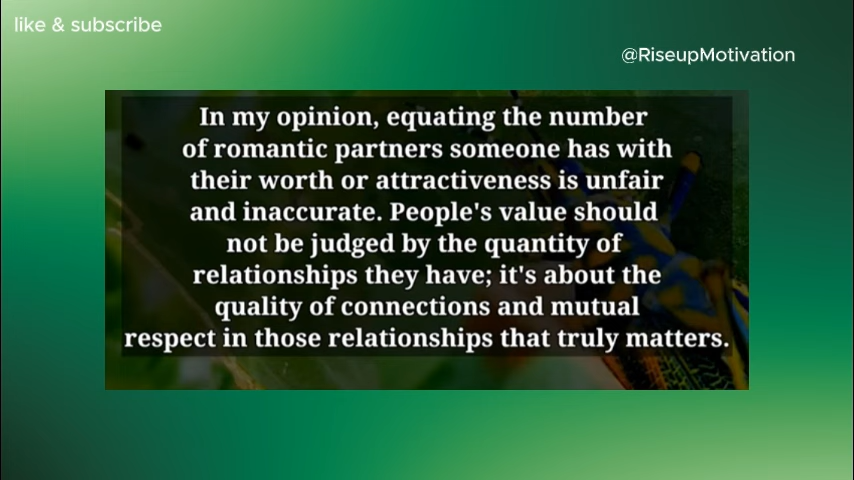 like & subscribe
@RiseupMotivation
In my opinion, equating the number
of romantic partners someone has with
their worth or attractiveness is unfair
and inaccurate. People's value should
not be judged by the quantity of
relationships they have; it's about the
quality of connections and mutual
respect in those relationships that truly matters.